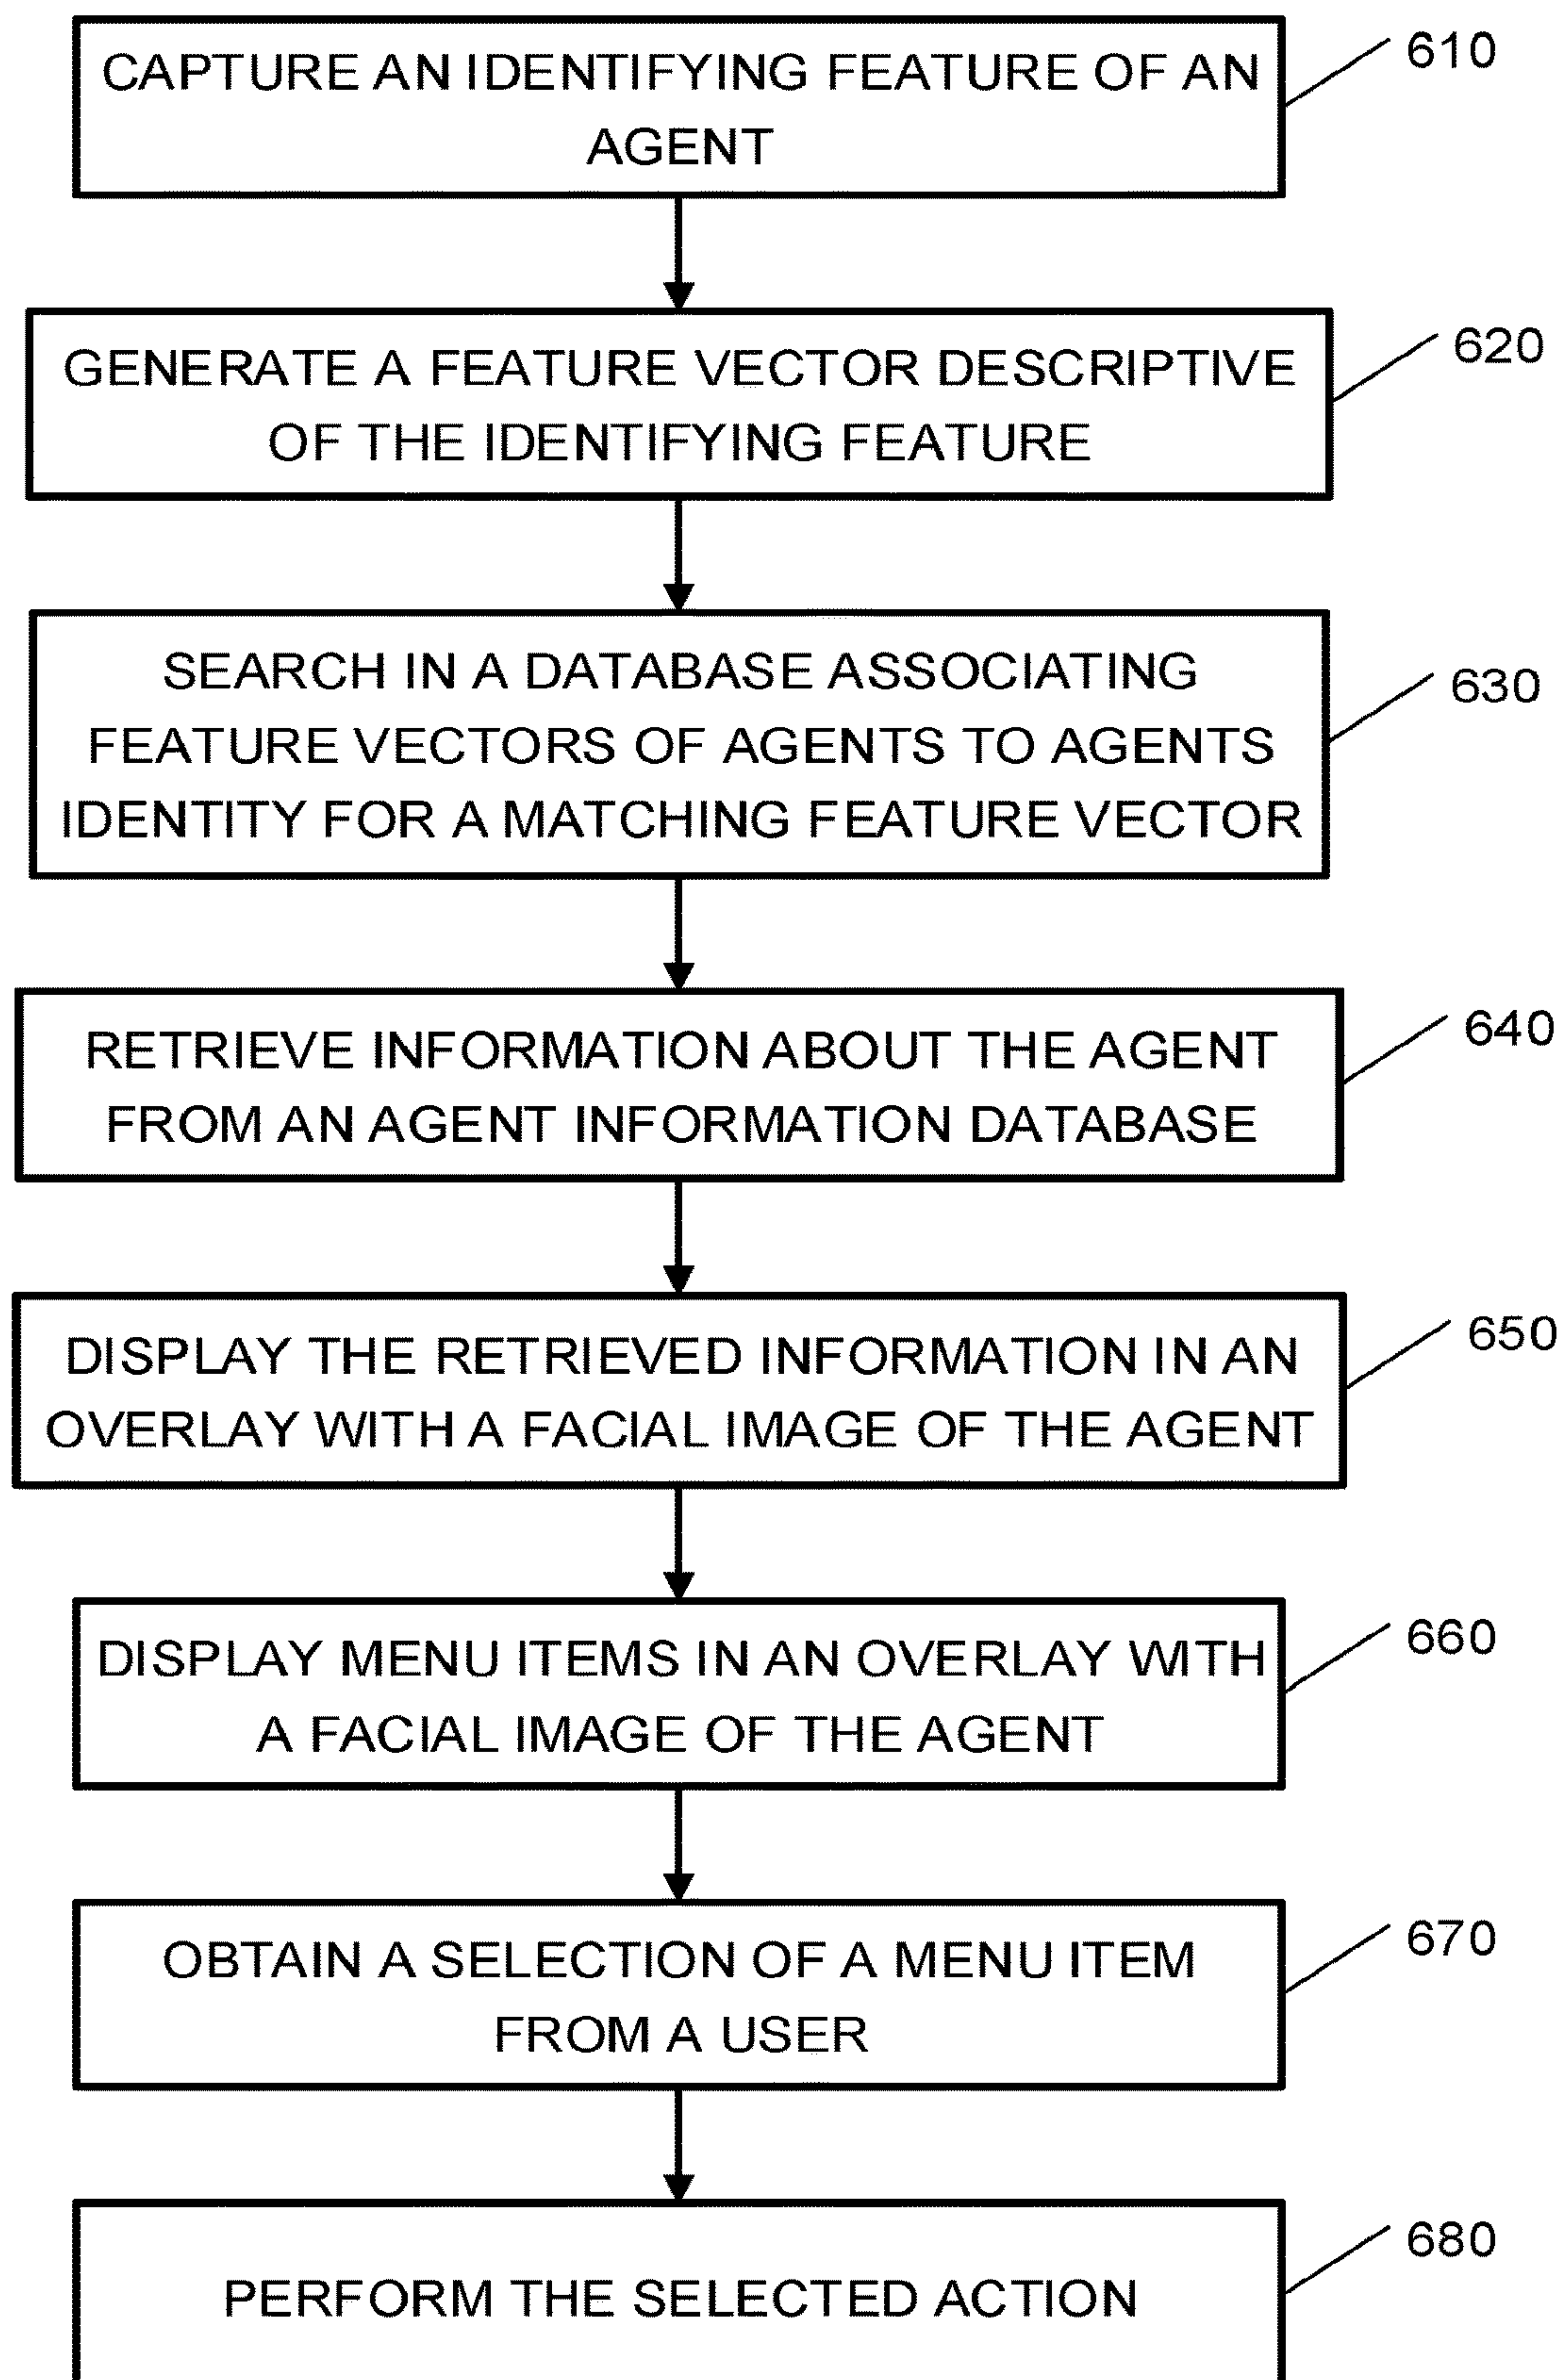 CAPTURE AN IDENTIFYING FEATURE OF AN
AGENT
610
GENERATE A FEATURE VECTOR DESCRIPTIVE
OF THE IDENTIFYING FEATURE
620
SEARCH IN A DATABASE ASSOCIATING
FEATURE VECTORS OF AGENTS TO AGENTS
IDENTITY FOR A MATCHING FEATURE VECTOR
630
RETRIEVE INFORMATION ABOUT THE AGENT
FROM AN AGENT INFORMATION DATABASE
640
DISPLAY THE RETRIEVED INFORMATION IN AN
OVERLAY WITH A FACIAL IMAGE OF THE AGENT
650
DISPLAY MENU ITEMS IN AN OVERLAY WITH
A FACIAL IMAGE OF THE AGENT
660
OBTAIN A SELECTION OF A MENU ITEM
FROM A USER
670
PERFORM THE SELECTED ACTION
680